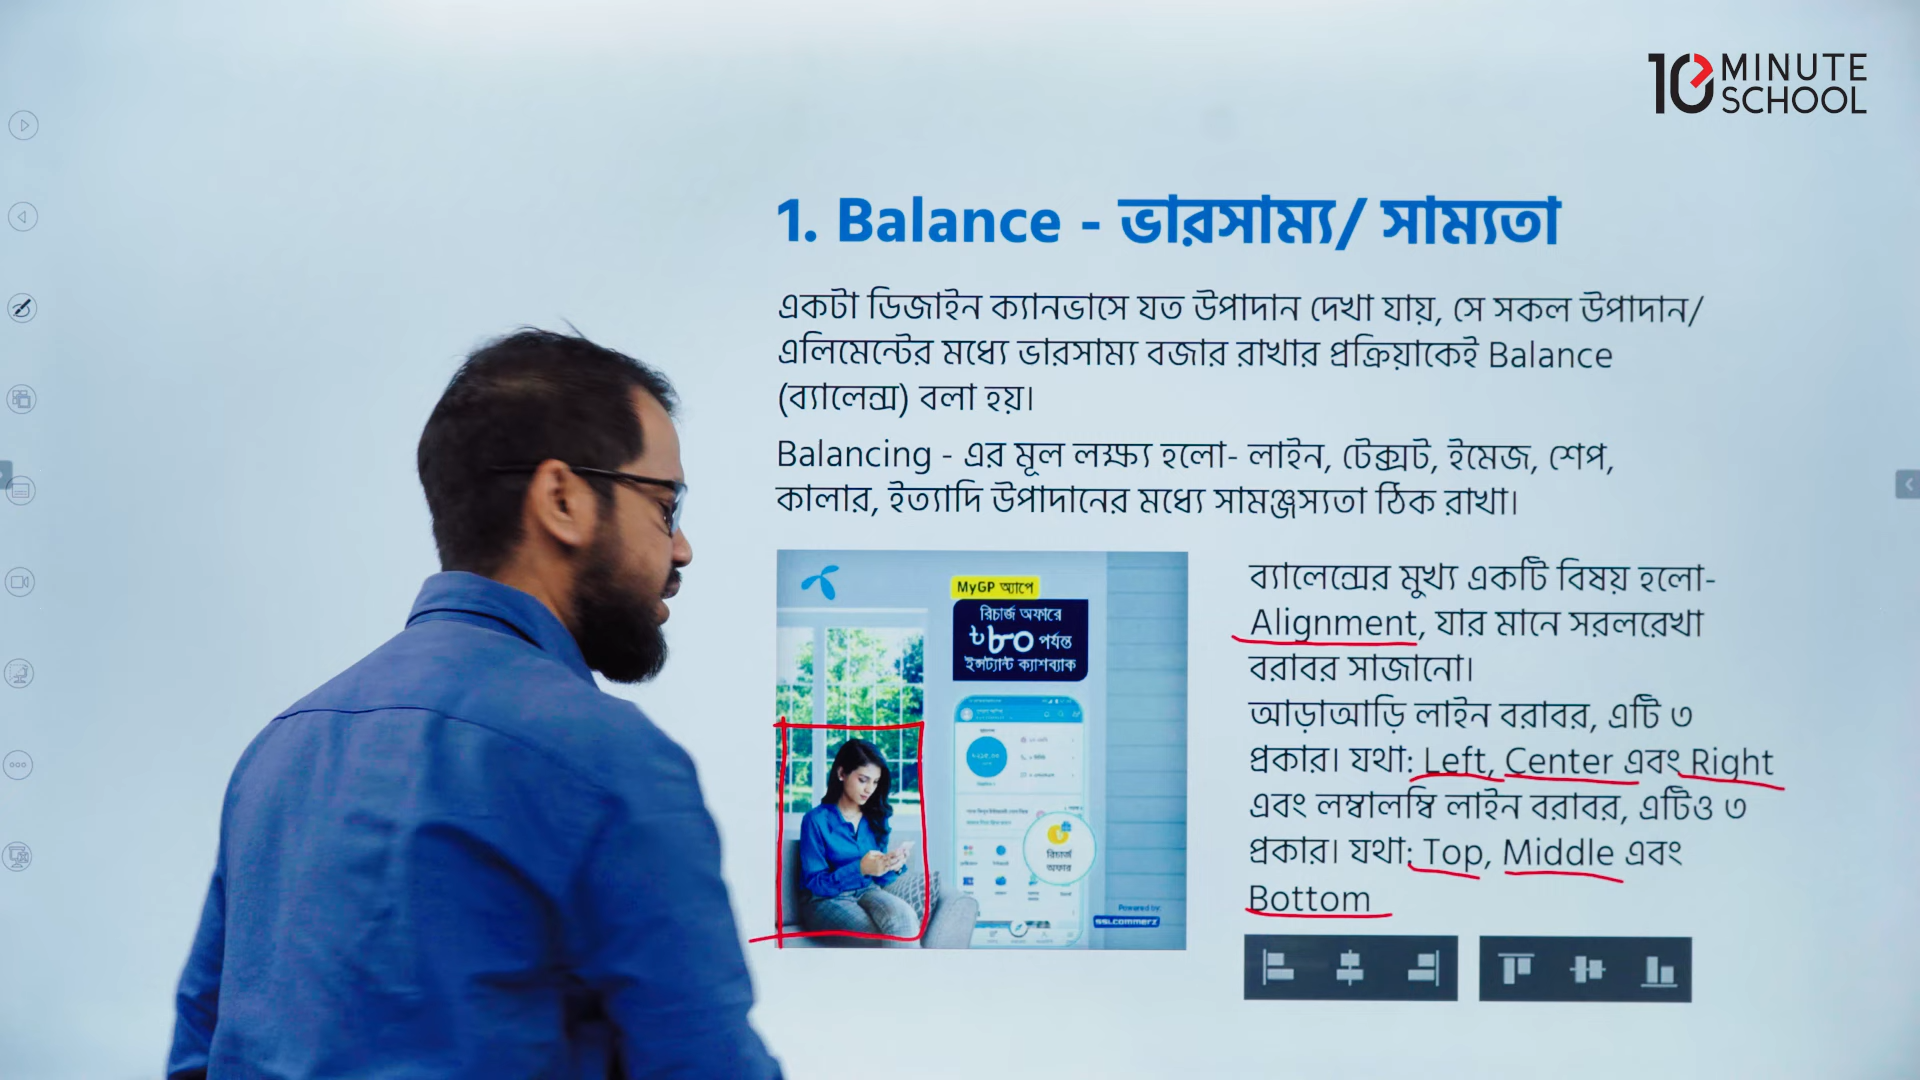 10 MINUTE
SCHOOL
1. Balance - ভারসাম্য/ সাম্যতা
একটা ডিজাইন ক্যানভাসে যত উপাদান দেখা যায়, সে সকল উপাদান/
এলিমেন্টের মধ্যে ভারসাম্য বজার রাখার প্রক্রিয়াকেই Balance
(ব্যালেন্স) বলা হয়।
Balancing - এর মূল লক্ষ্য হলো- লাইন, টেক্সট, ইমেজ, শেপ,
কালার, ইত্যাদি উপাদানের মধ্যে সামঞ্জস্যতা ঠিক রাখা।
MyGP অ্যাপে
রিচার্জ অফারে
৳৮০ পর্যন্ত
ইন্সট্যান্ট ক্যাশব্যাক
রিচার্জ
অফার
Powered by:
SSLCOMMERZ
ব্যালেন্সের মুখ্য একটি বিষয় হলো-
Alignment, যার মানে সরলরেখা
বরাবর সাজানো।
আড়াআড়ি লাইন বরাবর, এটি ৩
প্রকার। যথা: Left, Center এবং Right
এবং লম্বালম্বি লাইন বরাবর, এটিও ৩
প্রকার। যথা: Top, Middle এবং
Bottom